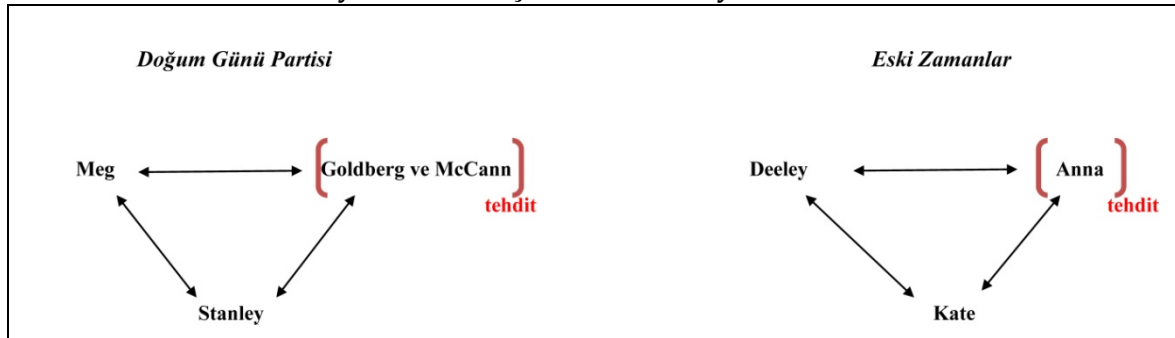 Doğum Günü Partisi
Eski Zamanlar
Meg
Goldberg ve McCann
tehdit
Stanley
Deeley
Anna
tehdit
Kate